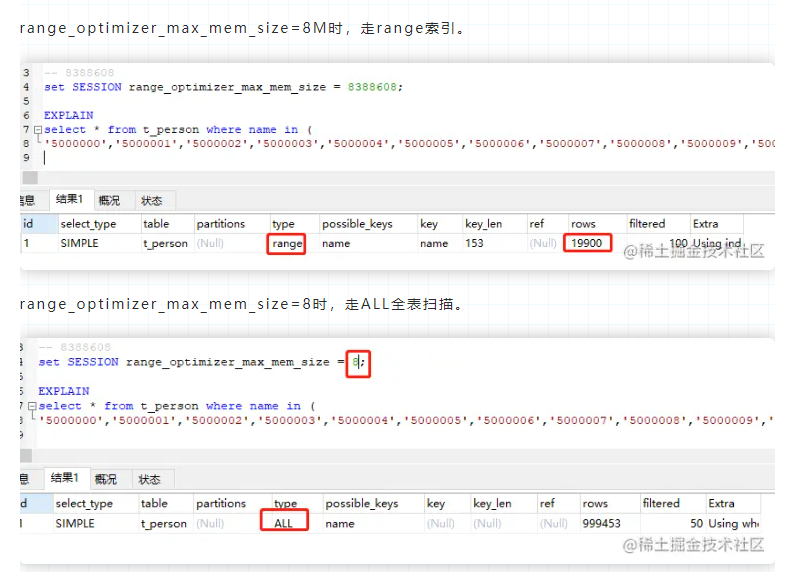 range_optimizer_max_mem_size=8M时，走range索引。
3 -- 8388608
4 set SESSION range_optimizer_max_mem_size = 8388608;
5
6 EXPLAIN
7 select * from t_person where name in (
8 '5000000','5000001','5000002','5000003','5000004','5000005','5000006','5000007','5000008','5000009','500
9
息 结果1 概况 状态
id select_type table partitions type possible_keys key key_len ref rows filtered Extra
1 SIMPLE t_person (Null) range name name 153 (Null) 19900 100 Using ind
@稀土掘金技术社区
range_optimizer_max_mem_size=8时，走ALL全表扫描。
3 -- 8388608
4 set SESSION range_optimizer_max_mem_size = 8;
5
6 EXPLAIN
7 select * from t_person where name in (
8 '5000000','5000001','5000002','5000003','5000004','5000005','5000006','5000007','5000008','5000009','
9
息 结果1 概况 状态
d select_type table partitions type possible_keys key key_len ref rows filtered Extra
1 SIMPLE t_person (Null) ALL name (Null) (Null) (Null) 999453 50 Using whe
@稀土掘金技术社区